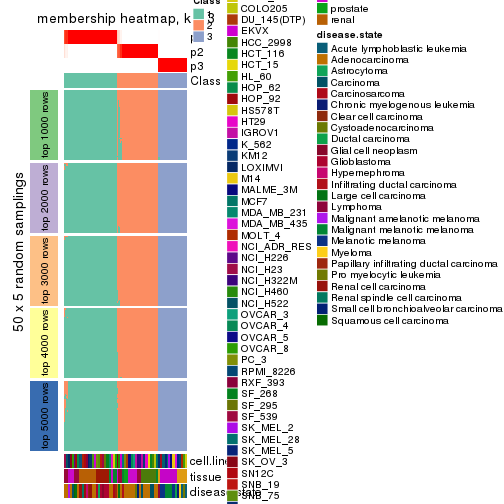 membership heatmap, k
Class
1
2
3
p2
p3
Class
50 x 5 random samplings
top 1000 rows
top 2000 rows
top 3000 rows
top 4000 rows
top 5000 rows
cell.line
tissue
disease.state
COLO205
DU_145(DTP)
EKVX
HCC_2998
HCT_116
HCT_15
HL_60
HOP_62
HOP_92
HS578T
HT29
IGROV1
K_562
KM12
LOXIMVI
M14
MALME_3M
MCF7
MDA_MB_231
MDA_MB_435
MOLT_4
NCI_ADR_RES
NCI_H226
NCI_H23
NCI_H322M
NCI_H460
NCI_H522
OVCAR_3
OVCAR_4
OVCAR_5
OVCAR_8
PC_3
RPMI_8226
RXF_393
SF_268
SF_295
SF_539
SK_MEL_2
SK_MEL_28
SK_MEL_5
SK_OV_3
SN12C
SNB_19
SNB_75
prostate
renal
disease.state
Acute lymphoblastic leukemia
Adenocarcinoma
Astrocytoma
Carcinoma
Carcinosarcoma
Chronic myelogenous leukemia
Clear cell carcinoma
Cystoadenocarcinoma
Ductal carcinoma
Glial cell neoplasm
Glioblastoma
Hypernephroma
Infiltrating ductal carcinoma
Large cell carcinoma
Lymphoma
Malignant amelanotic melanoma
Malignant melanotic melanoma
Melanotic melanoma
Myeloma
Papillary infiltrating ductal carcinoma
Pro myelocytic leukemia
Renal cell carcinoma
Renal spindle cell carcinoma
Small cell bronchioalveolar carcinoma
Squamous cell carcinoma